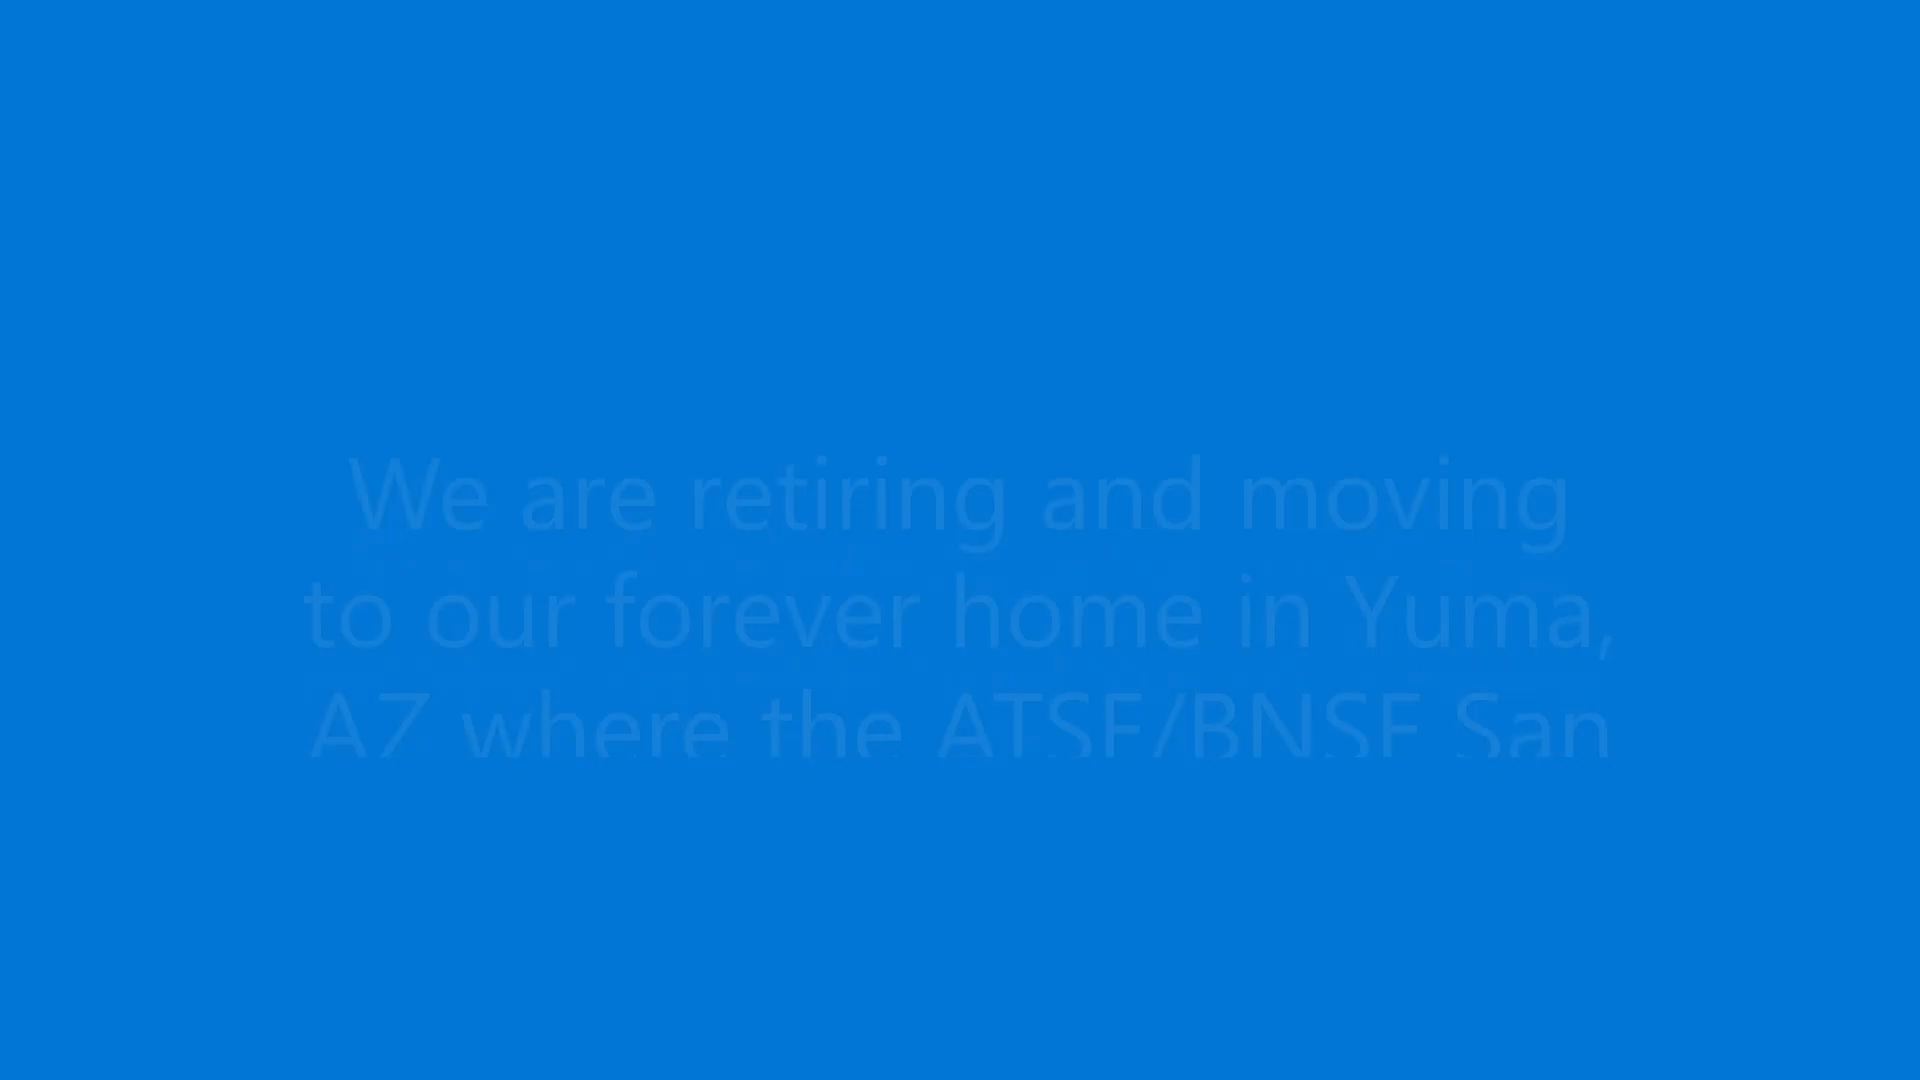 We are retiring and moving
to our forever home in Yuma,
AZ where the ATSF/BNSF San